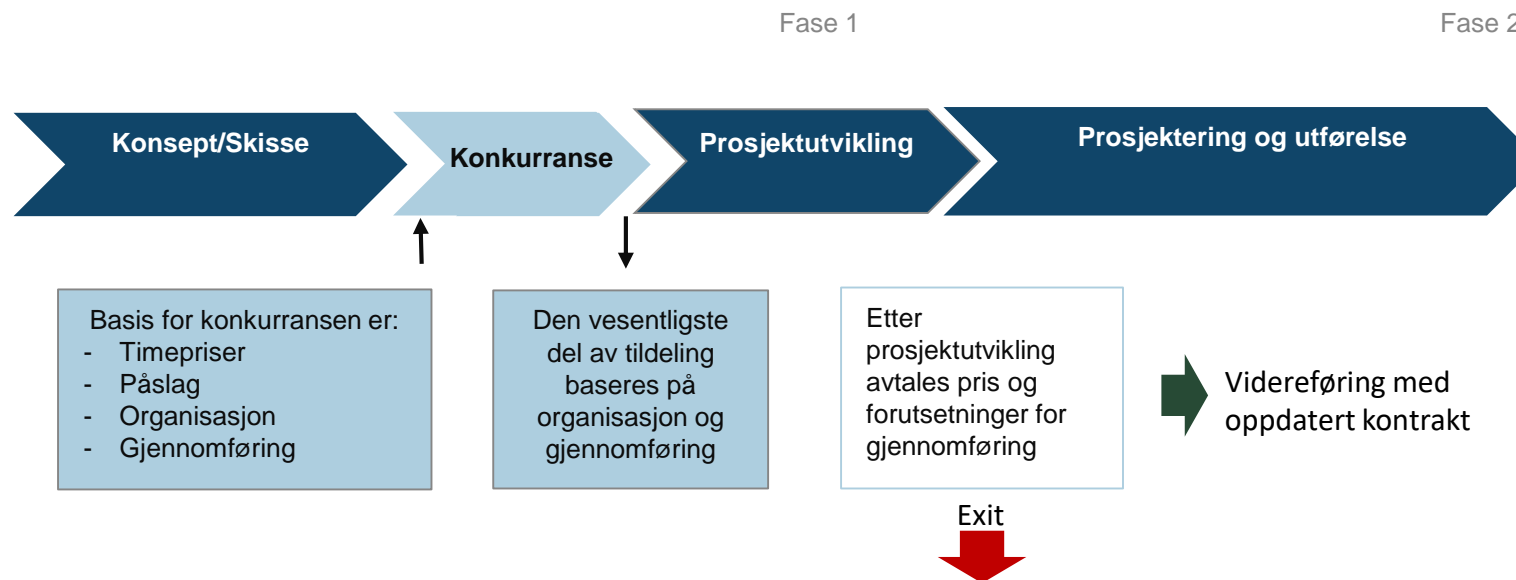 Fase 1
Fase 2
Konsept/Skisse
Konkurranse
Prosjektutvikling
Prosjektering og utførelse
Basis for konkurransen er:
- Timepriser
- Påslag
- Organisasjon
- Gjennomføring
Den vesentligste
del av tildeling
baseres på
organisasjon og
gjennomføring
Etter
prosjektutvikling
avtales pris og
forutsetninger for
gjennomføring
Videreføring med
oppdatert kontrakt
Exit